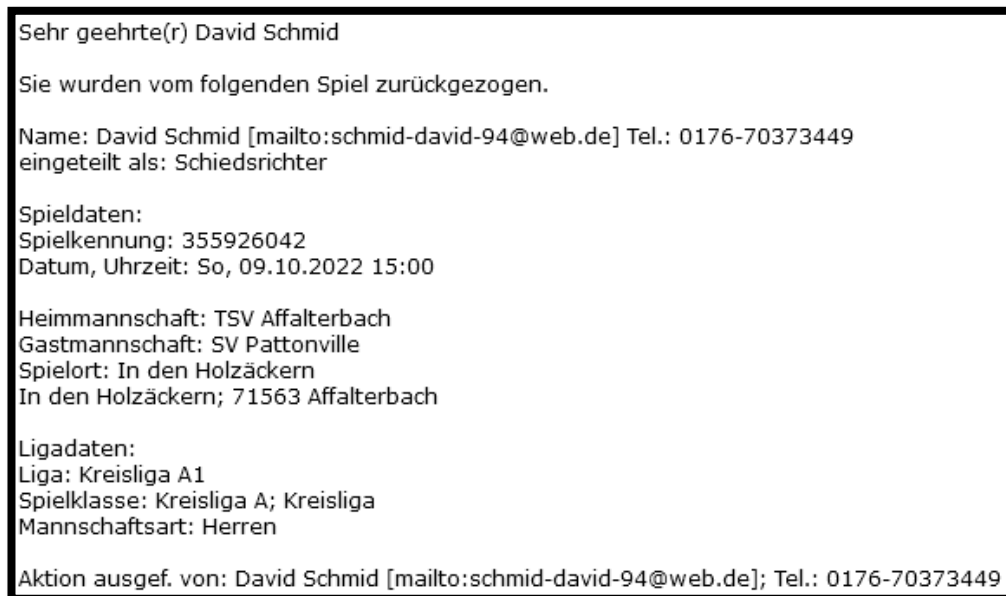 Sehr geehrte(r) David Schmid
Sie wurden vom folgenden Spiel zurückgezogen.
Name: David Schmid [mailto:schmid-david-94@web.de] Tel.: 0176-70373449
eingeteilt als: Schiedsrichter
Spieldaten:
Spielkennung: 355926042
Datum, Uhrzeit: So, 09.10.2022 15:00
Heimmannschaft: TSV Affalterbach
Gastmannschaft: SV Pattonville
Spielort: In den Holzäckern
In den Holzäckern; 71563 Affalterbach
Ligadaten:
Liga: Kreisliga A1
Spielklasse: Kreisliga A; Kreisliga
Mannschaftsart: Herren
Aktion ausgef. von: David Schmid [mailto:schmid-david-94@web.de]; Tel.: 0176-70373449